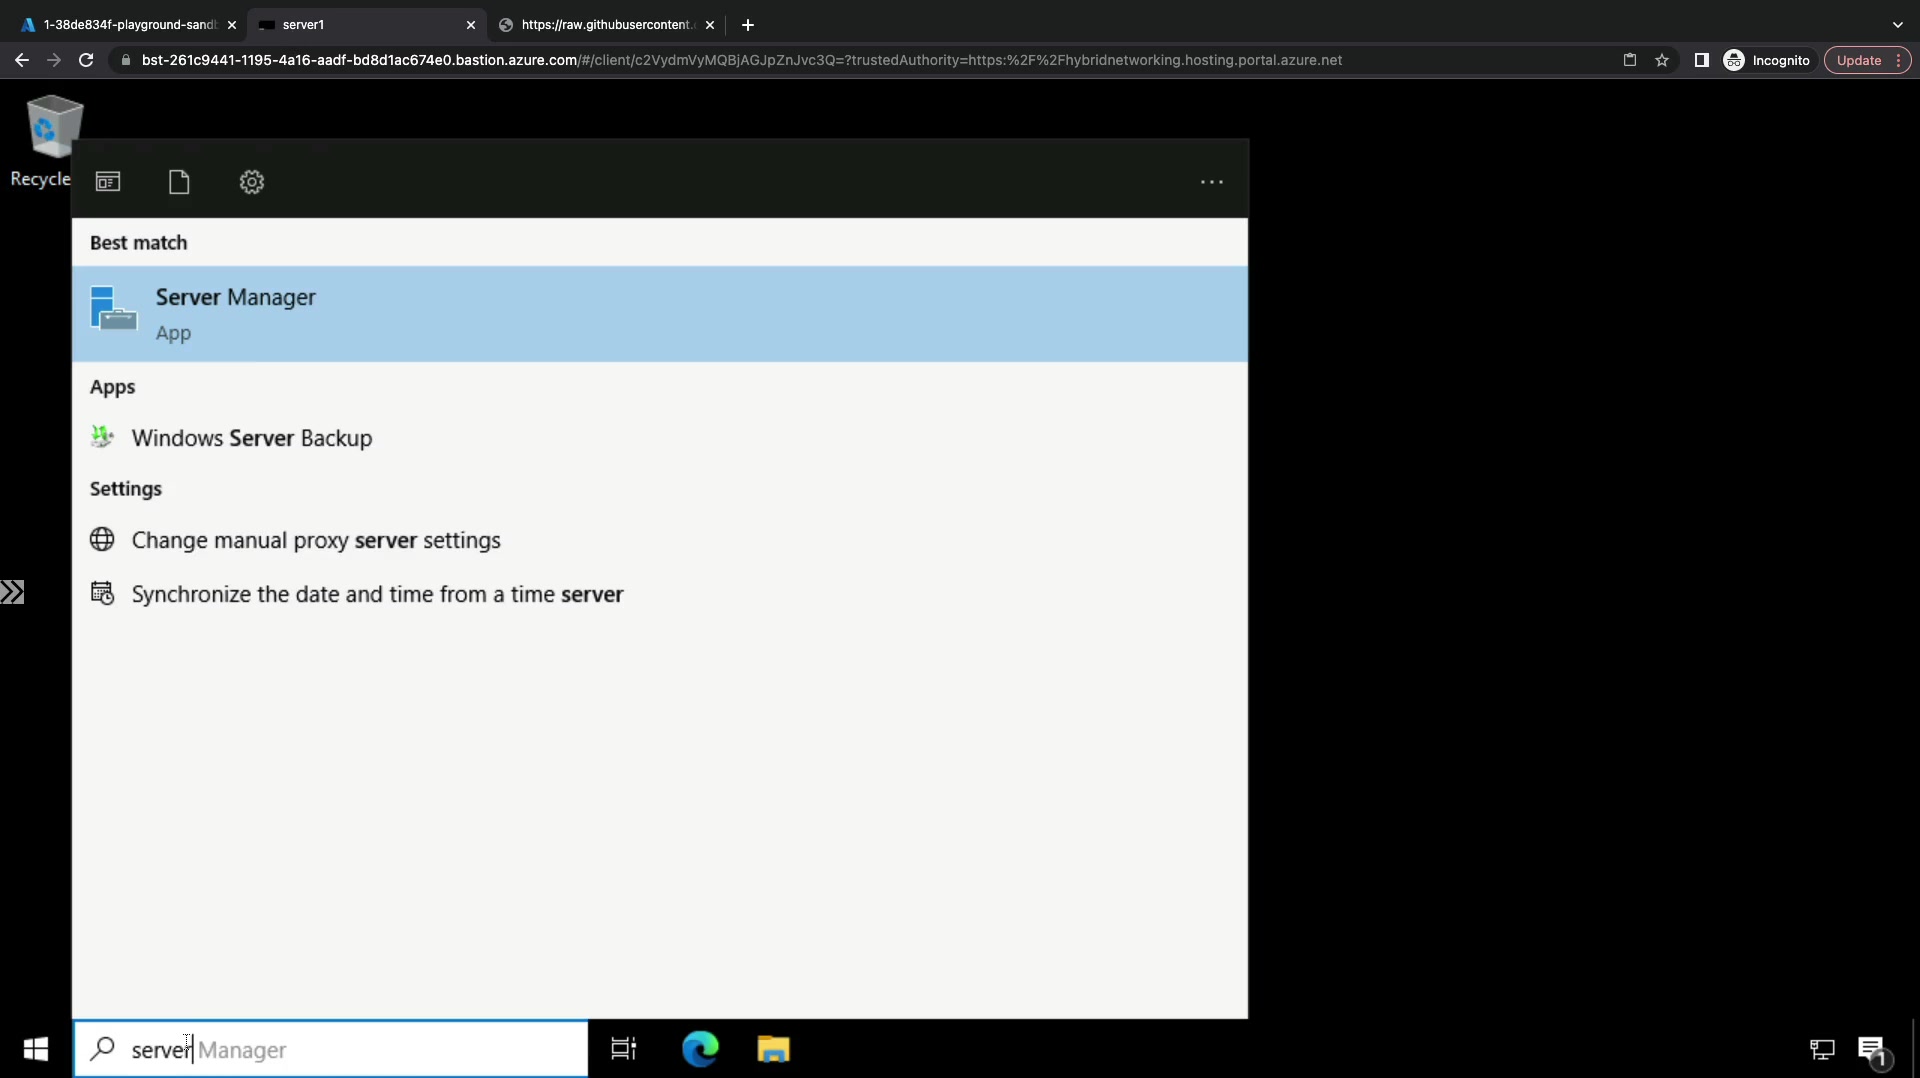 1-38de834f-playground-sandb
server1
https://raw.githubusercontent.
bst-261c9441-1195-4a16-aadf-bd8d1ac674e0.bastion.azure.com/#/client/c2VydmVyMQBjAGJpZnJvc3Q=?trustedAuthority=https:%2F%2Fhybridnetworking.hosting.portal.azure.net
Incognito
Update
Recycle
Best match
Server Manager
App
Apps
Windows Server Backup
Settings
Change manual proxy server settings
Synchronize the date and time from a time server
server Manager
1